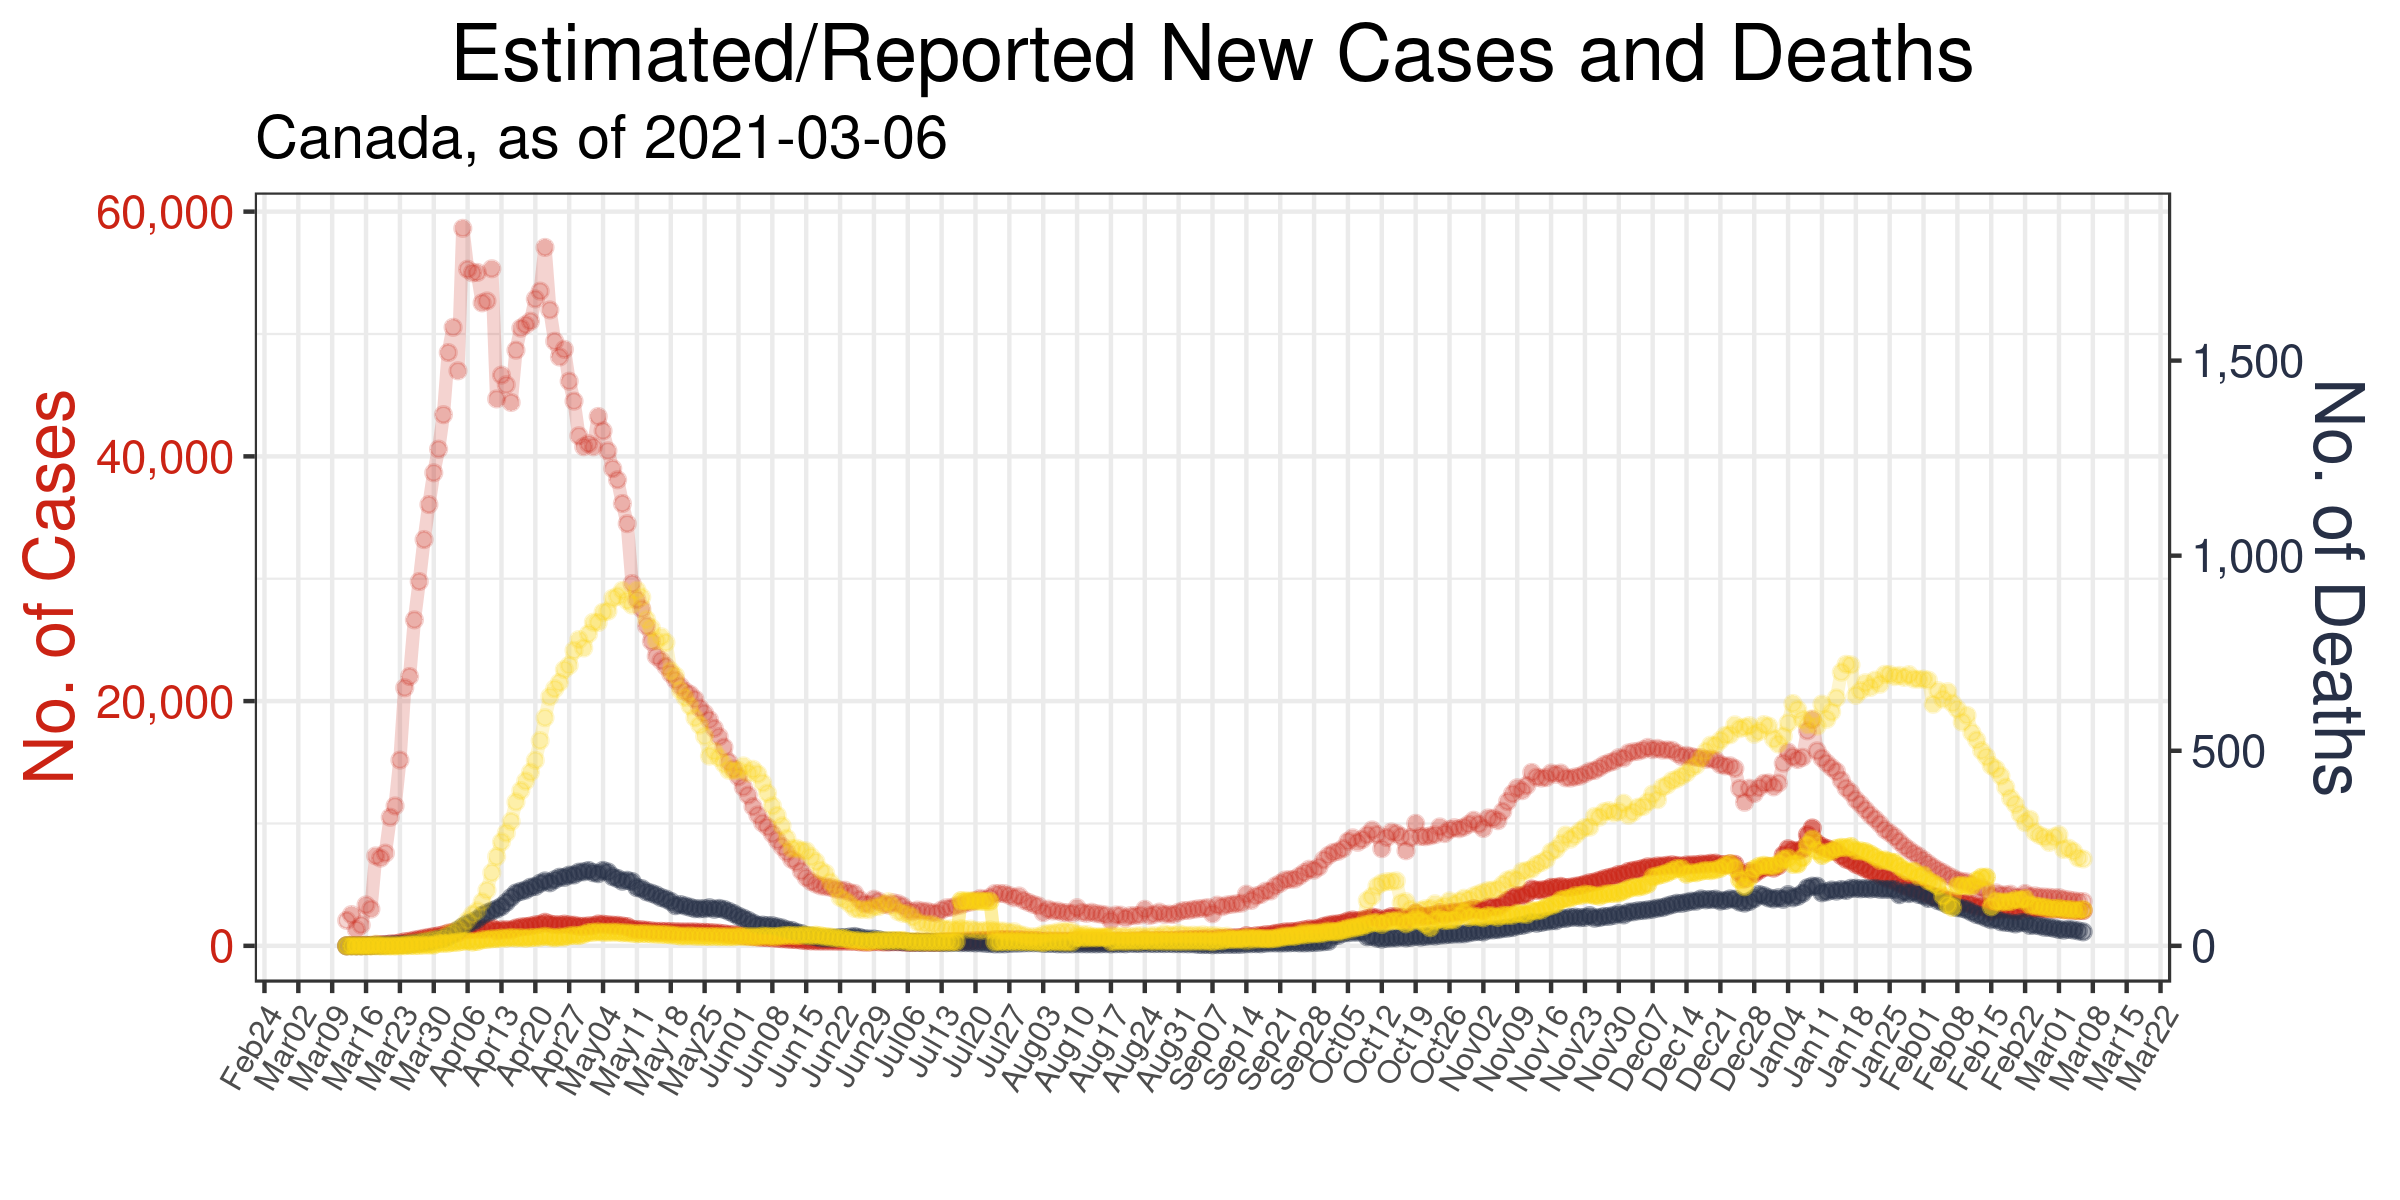 Estimated/Reported New Cases and Deaths
Canada, as of 2021-03-06
No. of Cases
60,000
40,000
20,000
0
1,500
1,000
500
0
No. of Deaths
Feb24
Mar02
Mar09
Mar16
Mar23
Mar30
Apr06
Apr13
Apr20
Apr27
May04
May11
May18
May25
Jun01
Jun08
Jun15
Jun22
Jun29
Jul06
Jul13
Jul20
Jul27
Aug03
Aug10
Aug17
Aug24
Aug31
Sep07
Sep14
Sep21
Sep28
Oct05
Oct12
Oct19
Oct26
Nov02
Nov09
Nov16
Nov23
Nov30
Dec07
Dec14
Dec21
Dec28
Jan04
Jan11
Jan18
Jan25
Feb01
Feb08
Feb15
Feb22
Mar01
Mar08
Mar15
Mar22